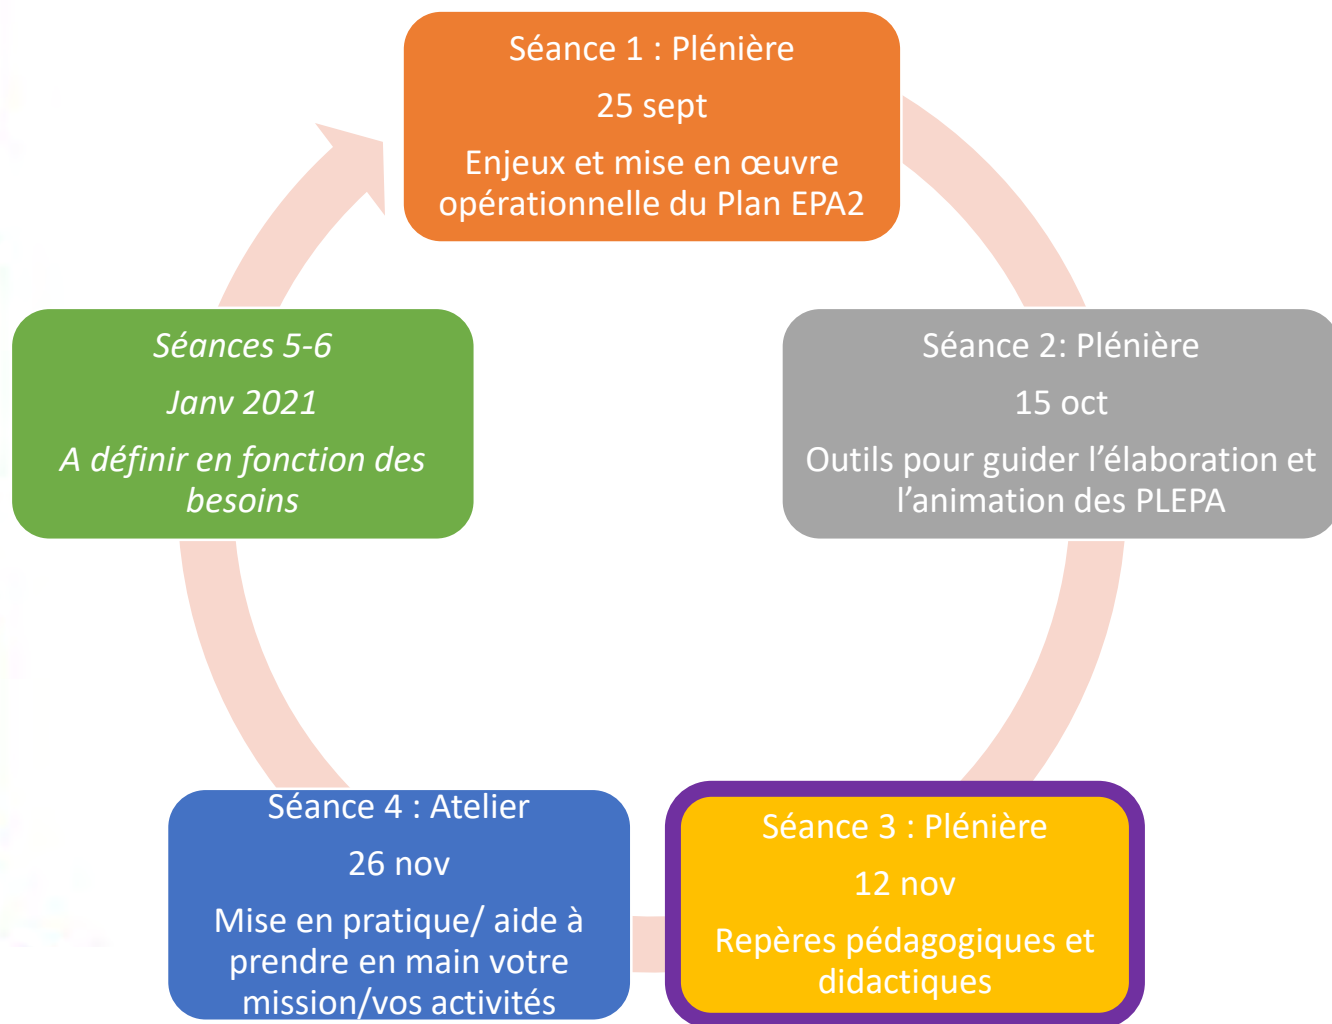 Séance 1 : Plénière
25 sept
Enjeux et mise en œuvre
opérationnelle du Plan EPA2
Séance 2: Plénière
15 oct
Outils pour guider l’élaboration et
l’animation des PLEPA
Séance 3 : Plénière
12 nov
Repères pédagogiques et
didactiques
Séance 4 : Atelier
26 nov
Mise en pratique/ aide à
prendre en main votre
mission/vos activités
Séances 5-6
Janv 2021
A définir en fonction des
besoins